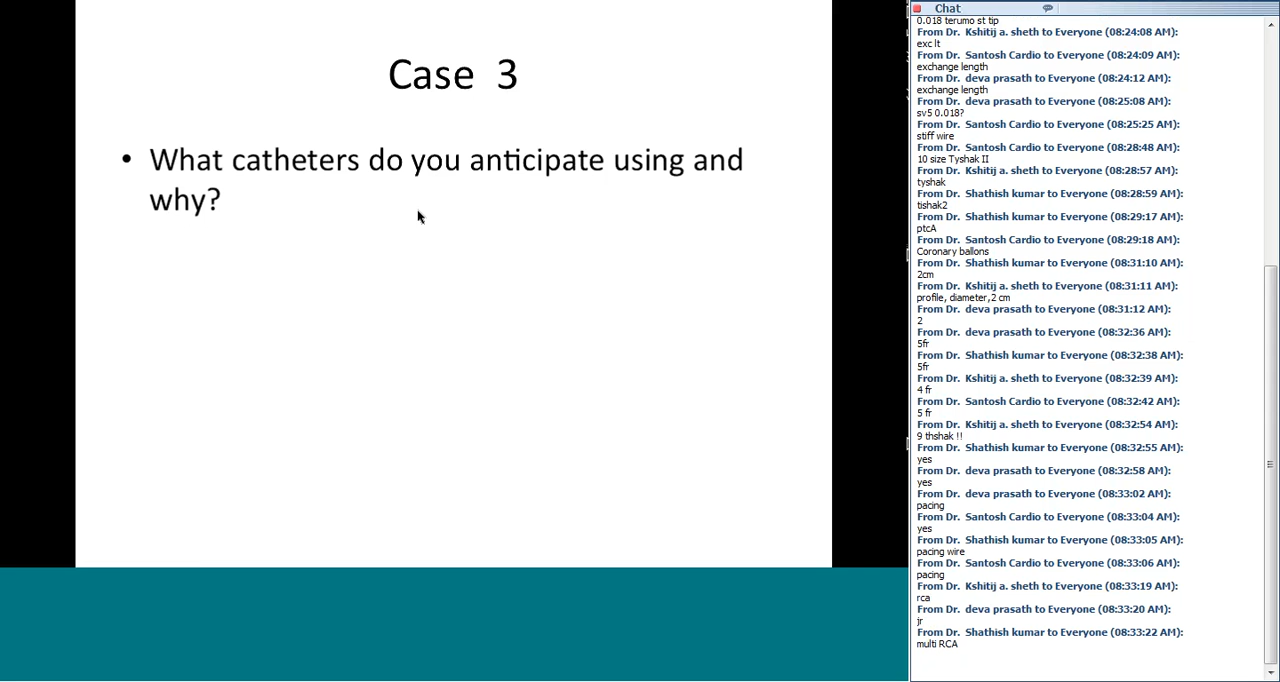 Case 3
• What catheters do you anticipate using and
why?
Chat
0.018 terumo st tip
From Dr. Kshitij a. sheth to Everyone (08:24:08 AM):
exc lt
From Dr. Santosh Cardio to Everyone (08:24:09 AM):
exchange length
From Dr. deva prasath to Everyone (08:24:12 AM):
exchange length
From Dr. deva prasath to Everyone (08:25:08 AM):
sv5 0.018?
From Dr. Santosh Cardio to Everyone (08:25:25 AM):
stiff wire
From Dr. Santosh Cardio to Everyone (08:28:48 AM):
10 size Tyshak II
From Dr. Kshitij a. sheth to Everyone (08:28:57 AM):
tyshak
From Dr. Shathish kumar to Everyone (08:28:59 AM):
tishak2
From Dr. Shathish kumar to Everyone (08:29:17 AM):
ptcA
From Dr. Santosh Cardio to Everyone (08:29:18 AM):
Coronary ballons
From Dr. Shathish kumar to Everyone (08:31:10 AM):
2cm
From Dr. Kshitij a. sheth to Everyone (08:31:11 AM):
profile, diameter,2 cm
From Dr. deva prasath to Everyone (08:31:12 AM):
2
From Dr. deva prasath to Everyone (08:32:36 AM):
5fr
From Dr. Shathish kumar to Everyone (08:32:38 AM):
5fr
From Dr. Kshitij a. sheth to Everyone (08:32:39 AM):
4 fr
From Dr. Santosh Cardio to Everyone (08:32:42 AM):
5 fr
From Dr. Kshitij a. sheth to Everyone (08:32:54 AM):
9 thshak !!
From Dr. Shathish kumar to Everyone (08:32:55 AM):
yes
From Dr. deva prasath to Everyone (08:32:58 AM):
yes
From Dr. deva prasath to Everyone (08:33:02 AM):
pacing
From Dr. Santosh Cardio to Everyone (08:33:04 AM):
yes
From Dr. Shathish kumar to Everyone (08:33:05 AM):
pacing wire
From Dr. Santosh Cardio to Everyone (08:33:06 AM):
pacing
From Dr. Kshitij a. sheth to Everyone (08:33:19 AM):
rca
From Dr. deva prasath to Everyone (08:33:20 AM):
jr
From Dr. Shathish kumar to Everyone (08:33:22 AM):
multi RCA